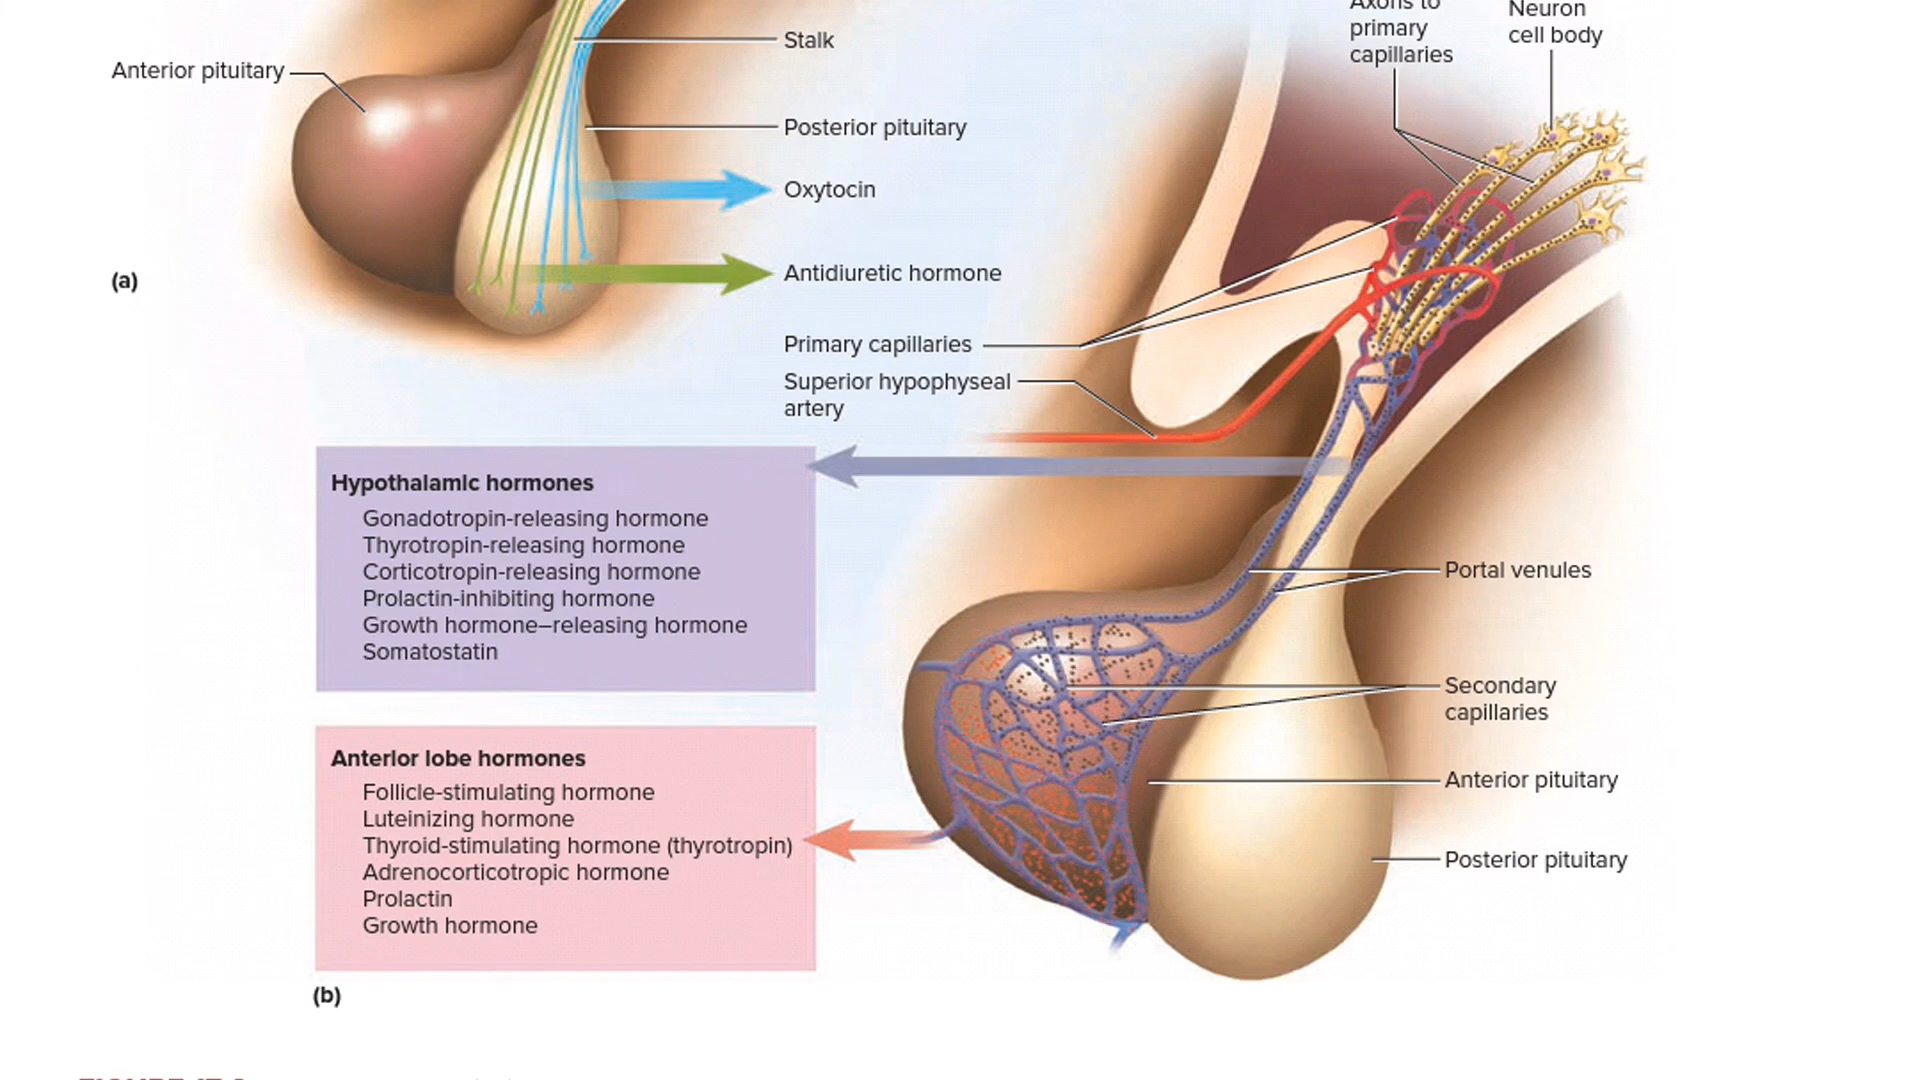 Axons to
primary
capillaries
Neuron
cell body
Stalk
Anterior pituitary
Posterior pituitary
Oxytocin
(a)
Antidiuretic hormone
Primary capillaries
Superior hypophyseal
artery
Hypothalamic hormones
Gonadotropin-releasing hormone
Thyrotropin-releasing hormone
Corticotropin-releasing hormone
Prolactin-inhibiting hormone
Growth hormone–releasing hormone
Somatostatin
Portal venules
Secondary
capillaries
Anterior pituitary
Posterior pituitary
Anterior lobe hormones
Follicle-stimulating hormone
Luteinizing hormone
Thyroid-stimulating hormone (thyrotropin)
Adrenocorticotropic hormone
Prolactin
Growth hormone
(b)